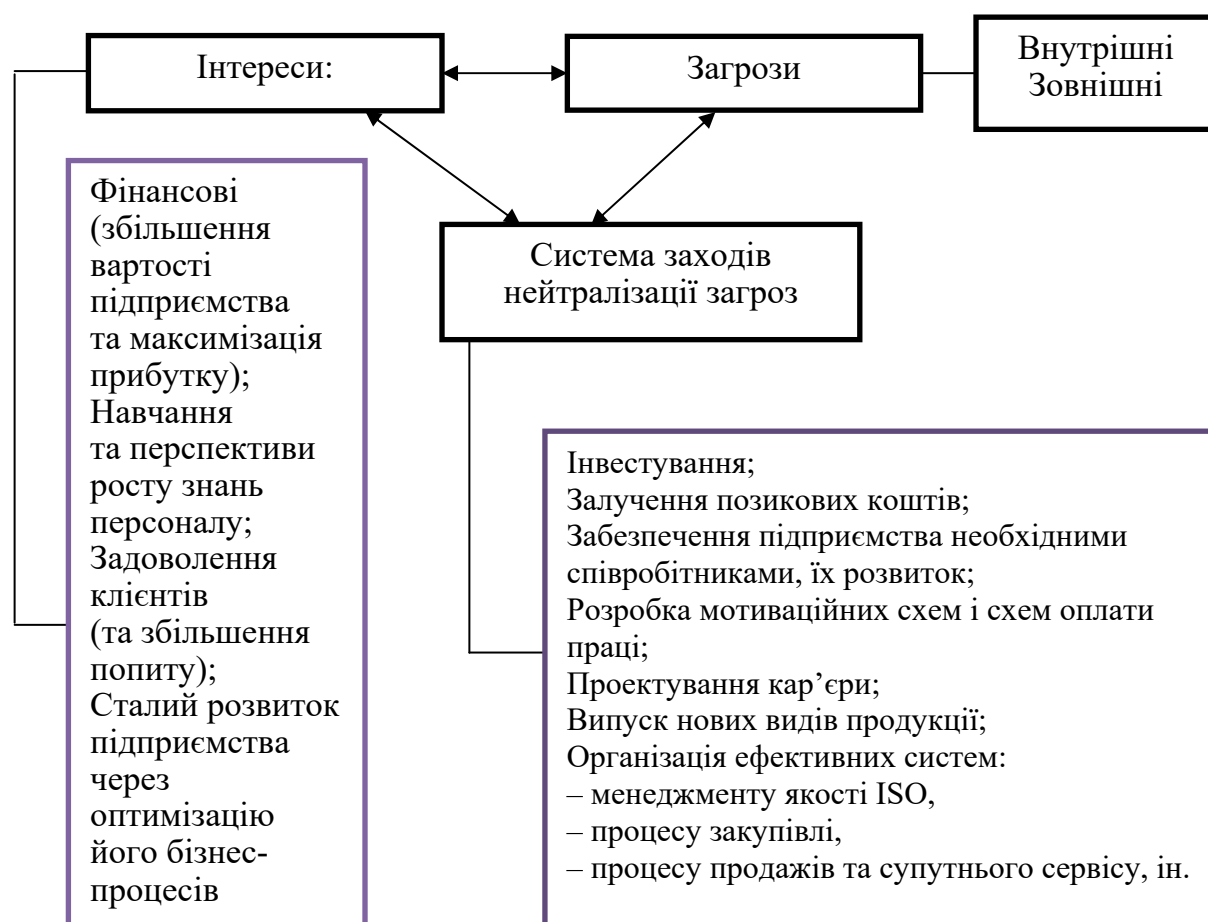 Інтереси:
Загрози
Внутрішні
Зовнішні
Фінансові
(збільшення
вартості
підприємства
та максимізація
прибутку);
Навчання
та перспективи
росту знань
персоналу;
Задоволення
клієнтів
(та збільшення
попиту);
Сталий розвиток
підприємства
через
оптимізацію
його бізнес-
процесів
Система заходів
нейтралізації загроз
Інвестування;
Залучення позикових коштів;
Забезпечення підприємства необхідними
співробітниками, їх розвиток;
Розробка мотиваційних схем і схем оплати
праці;
Проектування кар’єри;
Випуск нових видів продукції;
Організація ефективних систем:
– менеджменту якості ISO,
– процесу закупівлі,
– процесу продажів та супутнього сервісу, ін.